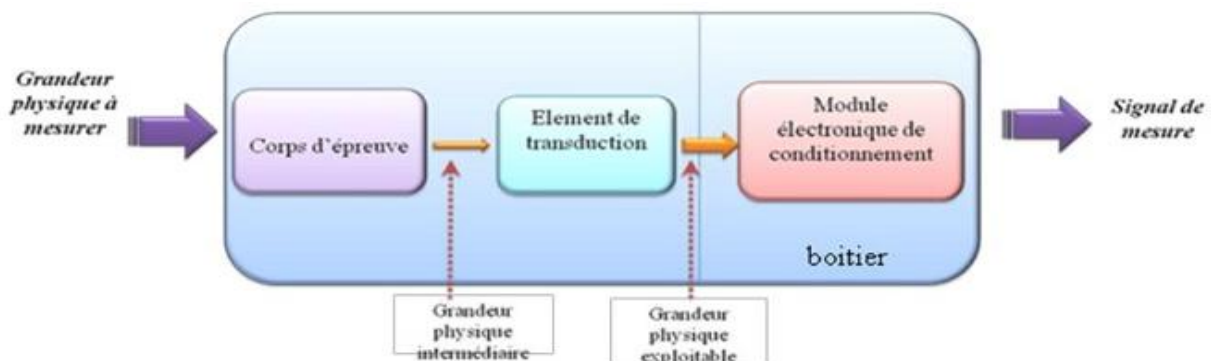 Grandeur
physique à
mesurer
Corps d'épreuve
Element de
transduction
Module
électronique de
conditionnement
Signal de
mesure
boitier
Grandeur
physique
intermédiaire
Grandeur
physique
exploitable